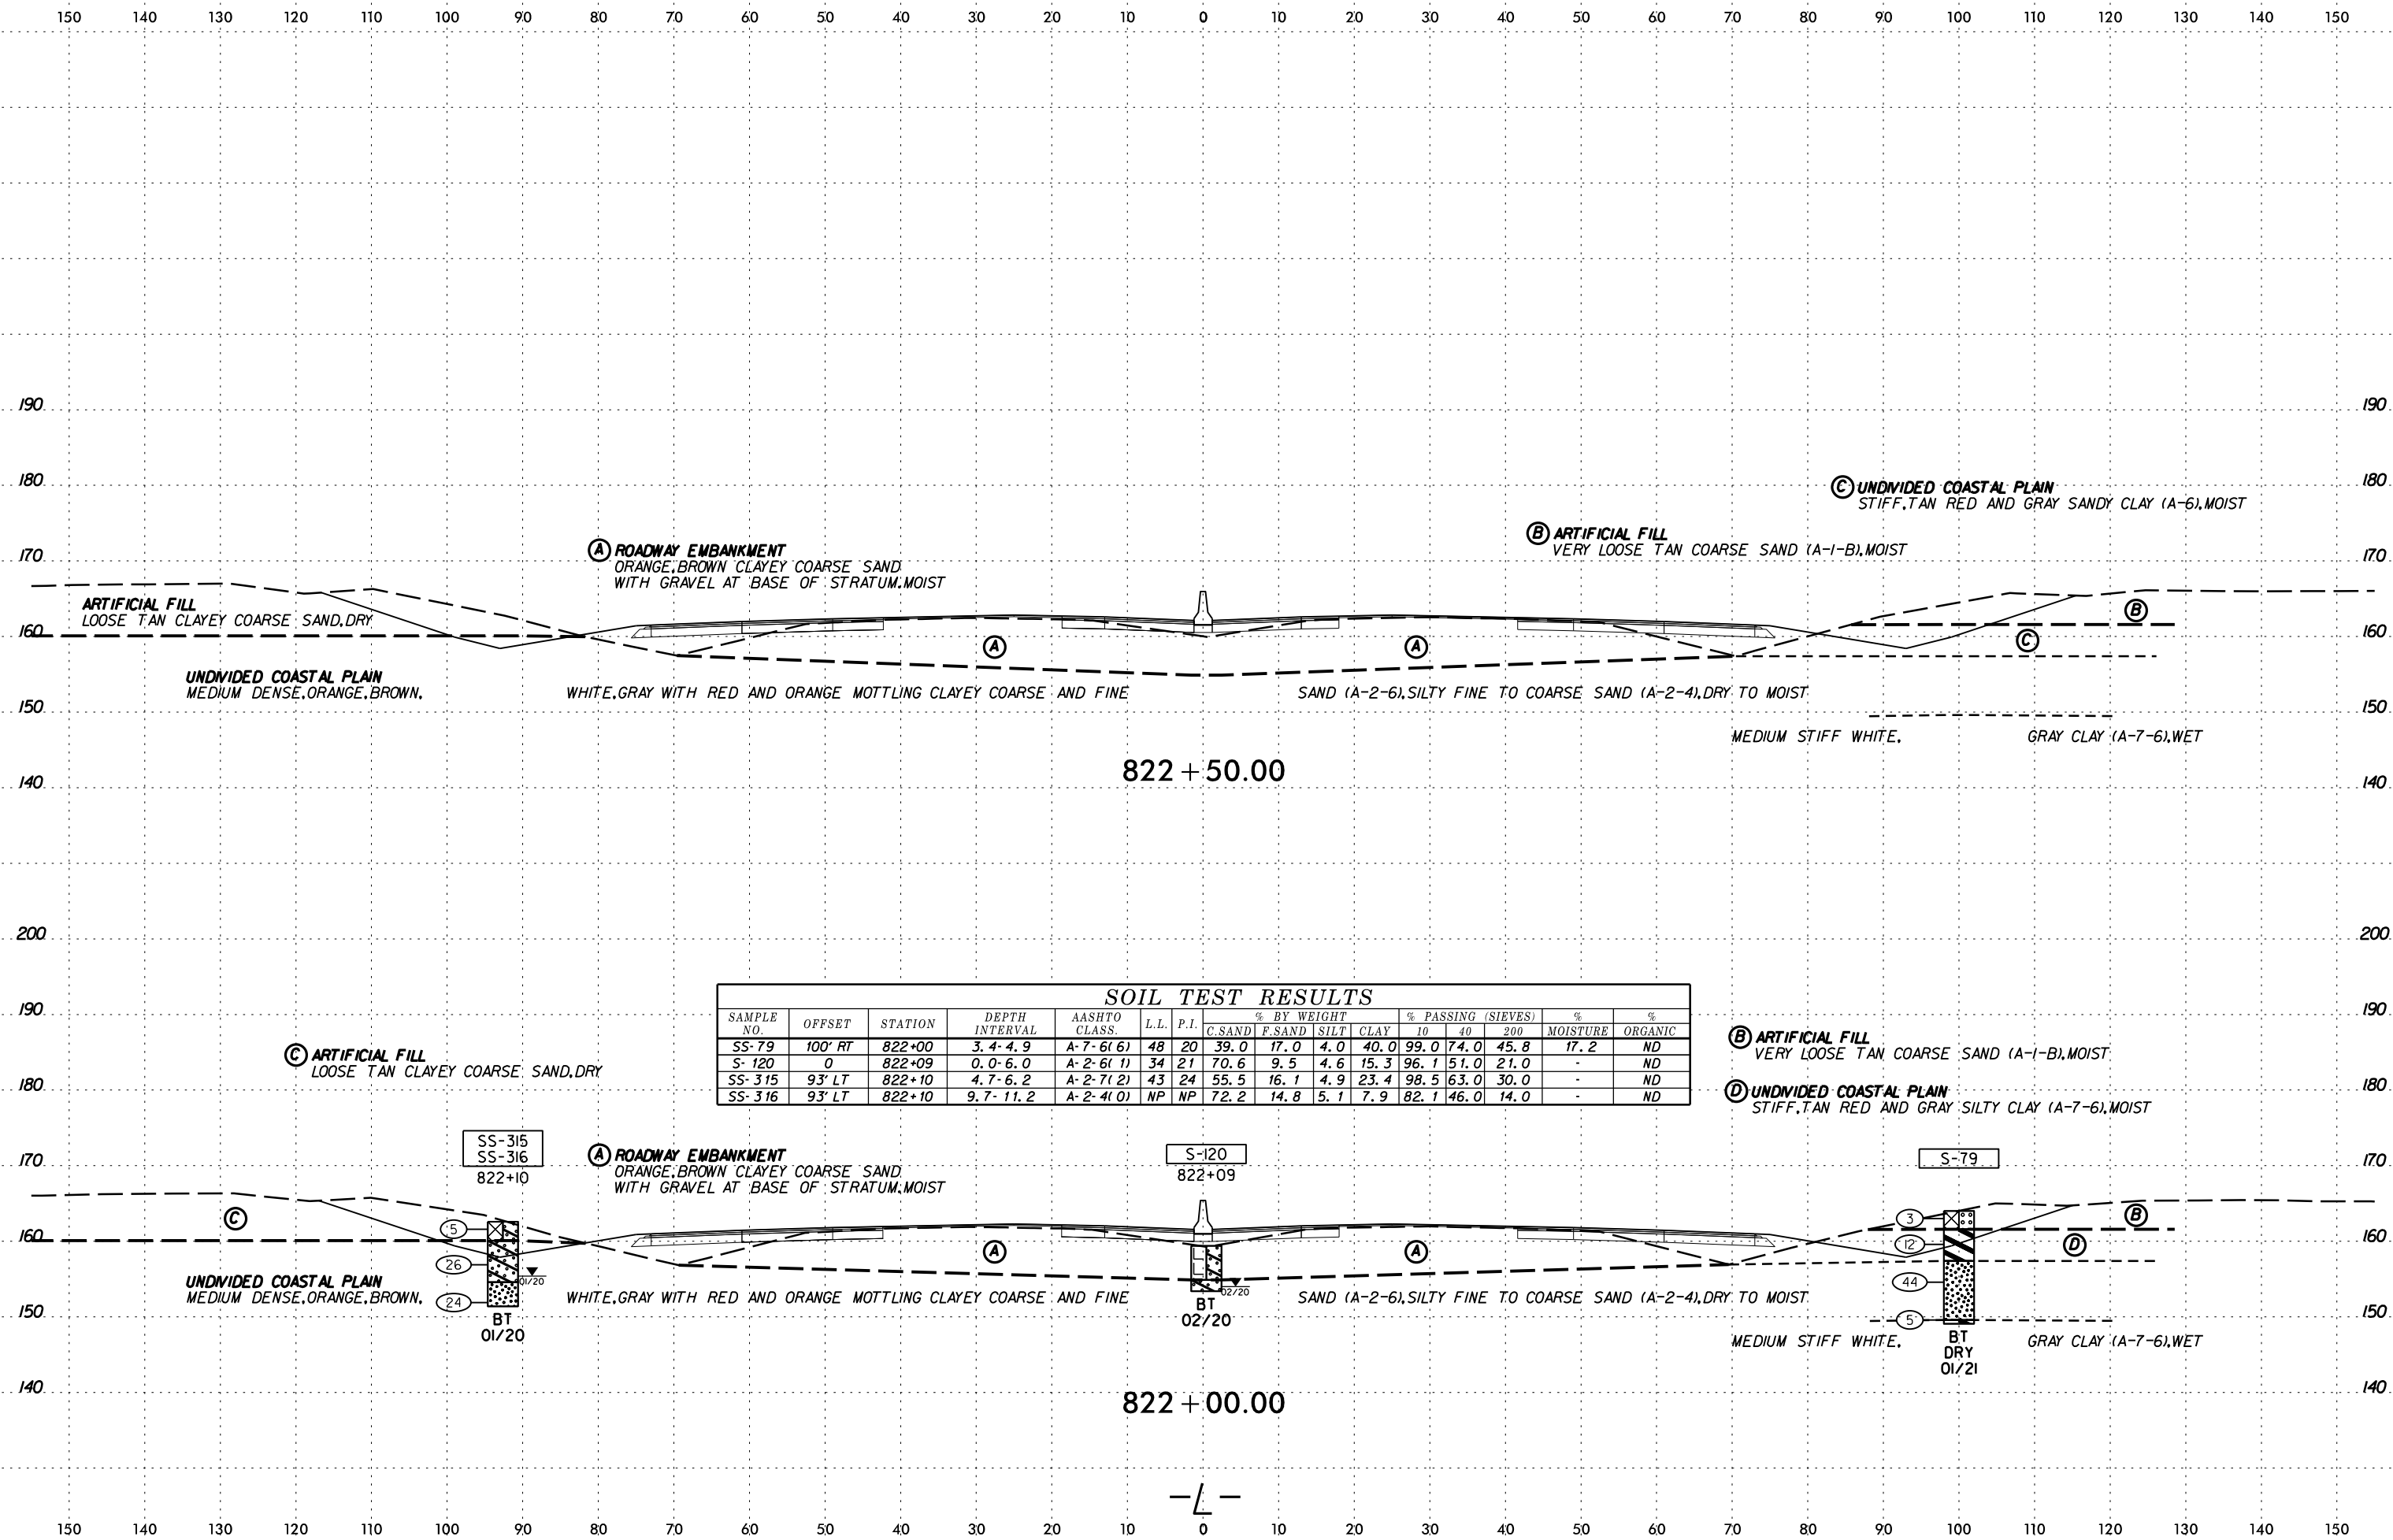 150 140 130 120 110 100 90 80 70 60 50 40 30 20 10 0 10 20 30 40 50 60 70 80 90 100 110 120 130 140 150
190 190
180 180
C UNDIVIDED COASTAL PLAIN
STIFF, TAN RED AND GRAY SANDY CLAY (A-6), MOIST
B ARTIFICIAL FILL
VERY LOOSE TAN COARSE SAND (A-1-B), MOIST
A ROADWAY EMBANKMENT
ORANGE, BROWN CLAYEY COARSE SAND
WITH GRAVEL AT BASE OF STRATUM, MOIST
170 170
ARTIFICIAL FILL
LOOSE TAN CLAYEY COARSE SAND, DRY
B
160 160
A A C
UNDIVIDED COASTAL PLAIN
MEDIUM DENSE, ORANGE, BROWN, WHITE, GRAY WITH RED AND ORANGE MOTTLING CLAYEY COARSE AND FINE SAND (A-2-6), SILTY FINE TO COARSE SAND (A-2-4), DRY TO MOIST
150 150
MEDIUM STIFF WHITE, GRAY CLAY (A-7-6), WET
822+50.00
140 140
200 200
SOIL TEST RESULTS
SAMPLE NO. OFFSET STATION DEPTH INTERVAL AASHTO CLASS. L.L. P.I. % BY WEIGHT % PASSING (SIEVES) % MOISTURE % ORGANIC
C.SAND F.SAND SILT CLAY 10 40 200
SS-79 100' RT 822+00 3.4-4.9 A-7-6(6) 48 20 39.0 17.0 4.0 40.0 99.0 74.0 45.8 17.2 ND
S-120 0 822+09 0.0-6.0 A-2-6(1) 34 21 70.6 9.5 4.6 15.3 96.1 51.0 21.0 - ND
SS-315 93' LT 822+10 4.7-6.2 A-2-7(2) 43 24 55.5 16.1 4.9 23.4 98.5 63.0 30.0 - ND
SS-316 93' LT 822+10 9.7-11.2 A-2-4(0) NP NP 72.2 14.8 5.1 7.9 82.1 46.0 14.0 - ND
190 190
B ARTIFICIAL FILL
VERY LOOSE TAN COARSE SAND (A-1-B), MOIST
C ARTIFICIAL FILL
LOOSE TAN CLAYEY COARSE SAND, DRY
180 180
D UNDIVIDED COASTAL PLAIN
STIFF, TAN RED AND GRAY SILTY CLAY (A-7-6), MOIST
SS-315
SS-316
822+10
A ROADWAY EMBANKMENT
ORANGE, BROWN CLAYEY COARSE SAND
WITH GRAVEL AT BASE OF STRATUM, MOIST
S-120
822+09
S-79
170 170
C 5 3 B
160 160
A A 12 D
26 44
01/20 02/20
UNDIVIDED COASTAL PLAIN
MEDIUM DENSE, ORANGE, BROWN, WHITE, GRAY WITH RED AND ORANGE MOTTLING CLAYEY COARSE AND FINE SAND (A-2-6), SILTY FINE TO COARSE SAND (A-2-4), DRY TO MOIST
24 5
150 150
BT
01/20
BT
02/20
MEDIUM STIFF WHITE, GRAY CLAY (A-7-6), WET
BT
DRY
01/21
140 140
822+00.00
-L-
150 140 130 120 110 100 90 80 70 60 50 40 30 20 10 0 10 20 30 40 50 60 70 80 90 100 110 120 130 140 150